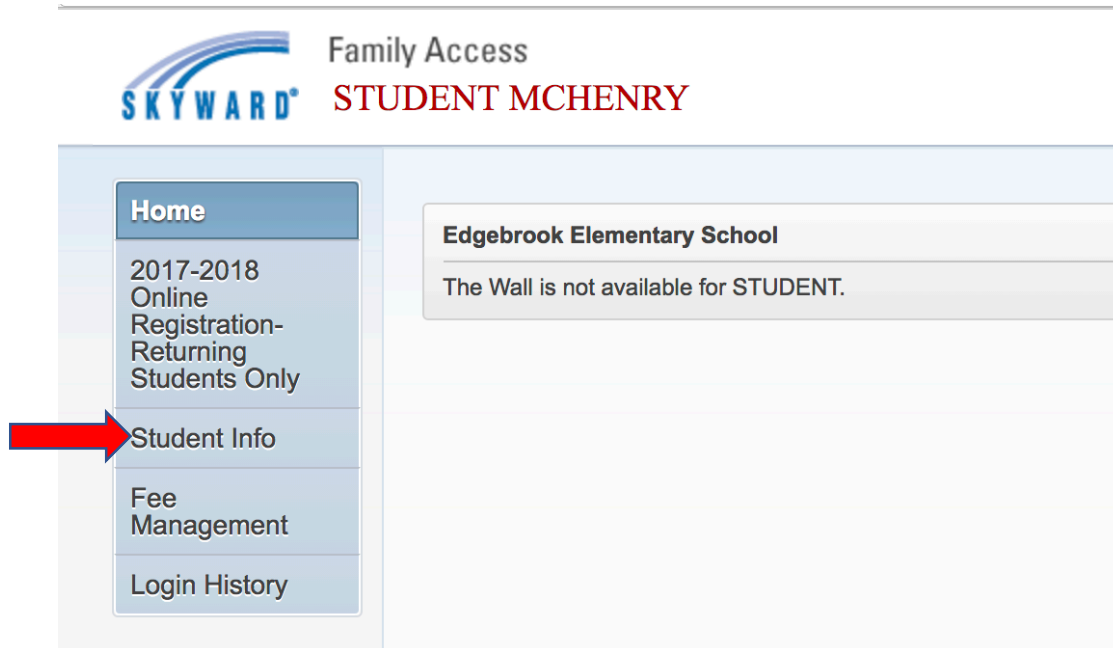 Family Access
SKYWARD®
STUDENT MCHENRY
Home
2017-2018
Online
Registration-
Returning
Students Only
Student Info
Fee
Management
Login History
Edgebrook Elementary School
The Wall is not available for STUDENT.